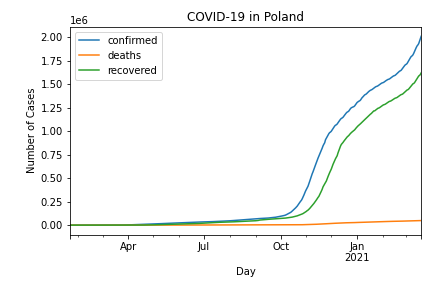 COVID-19 in Poland
1e6
confirmed
deaths
recovered
2.00
1.75
1.50
1.25
1.00
0.75
0.50
0.25
0.00
Number of Cases
Apr
Jul
Oct
Jan
2021
Day